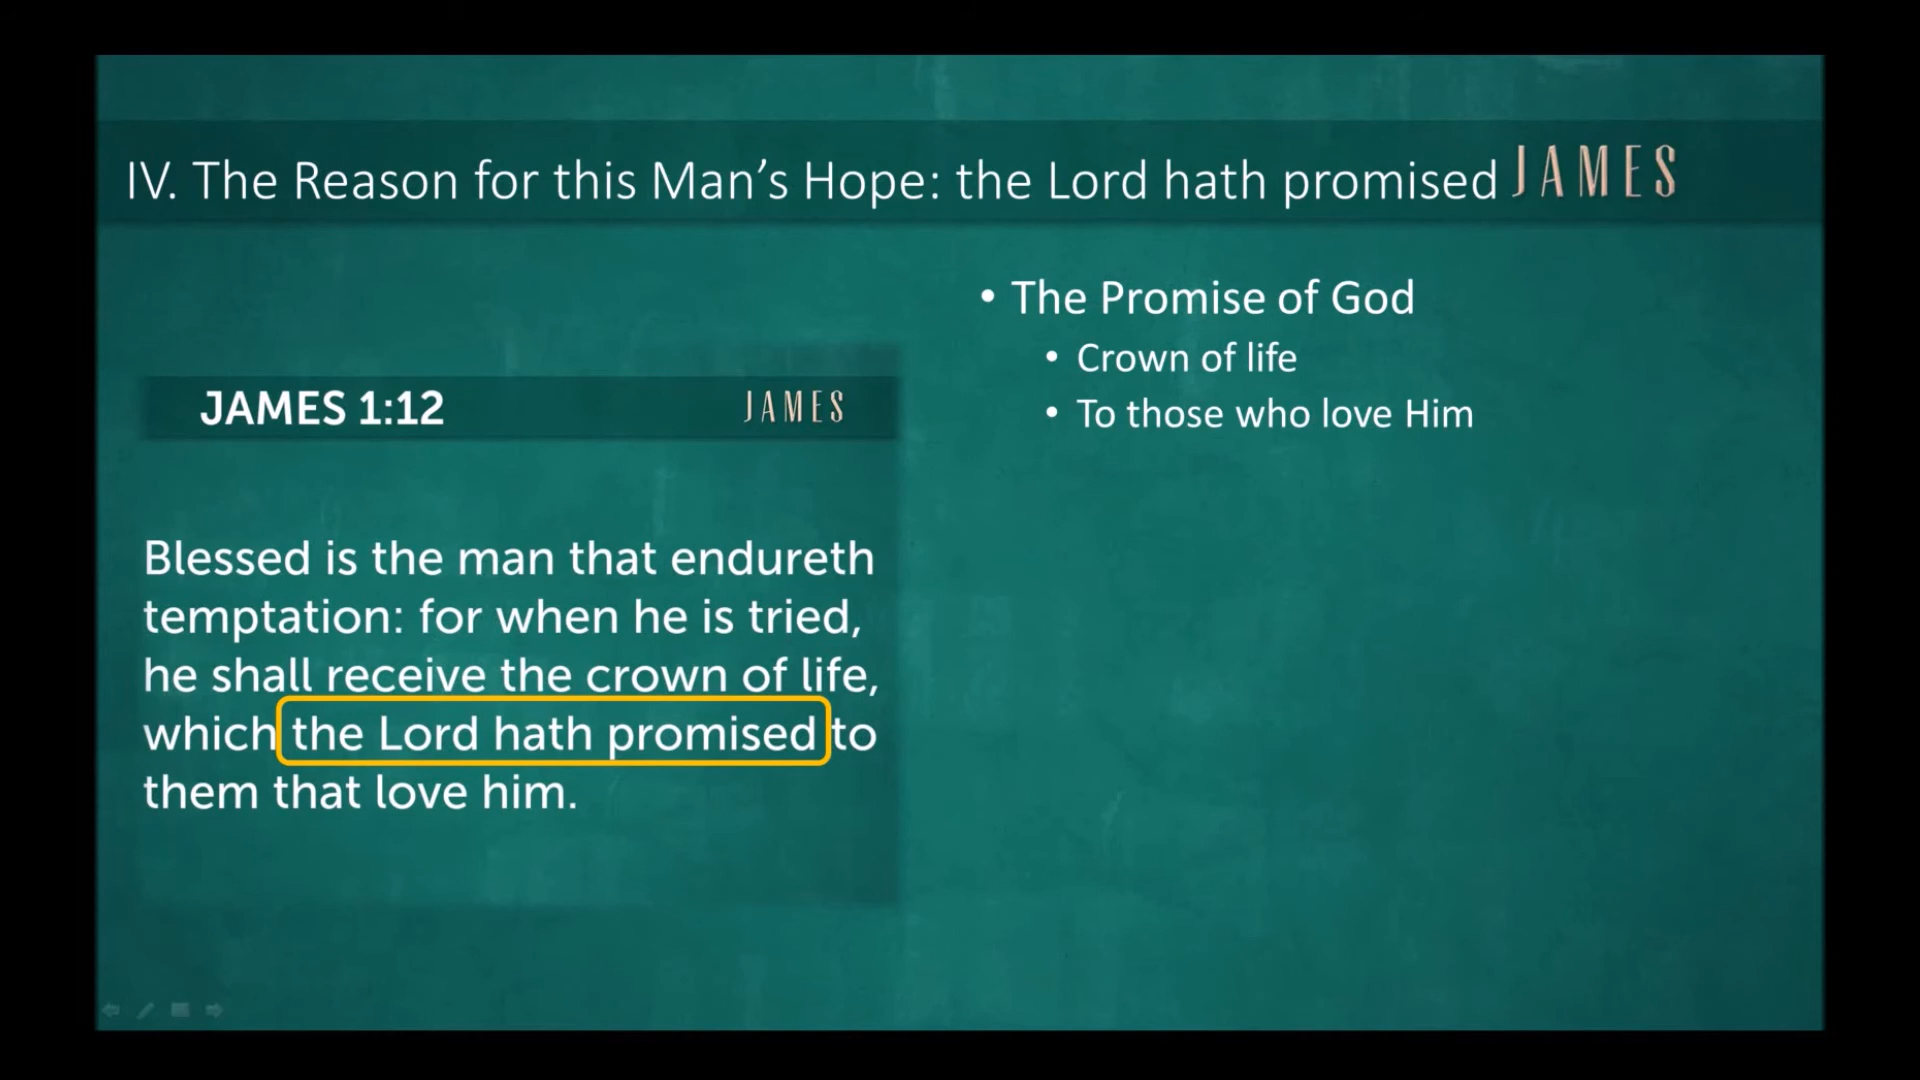 IV. The Reason for this Man's Hope: the Lord hath promised JAMES
JAMES 1:12 JAMES
Blessed is the man that endureth
temptation: for when he is tried,
he shall receive the crown of life,
which the Lord hath promised to
them that love him.
• The Promise of God
• Crown of life
• To those who love Him